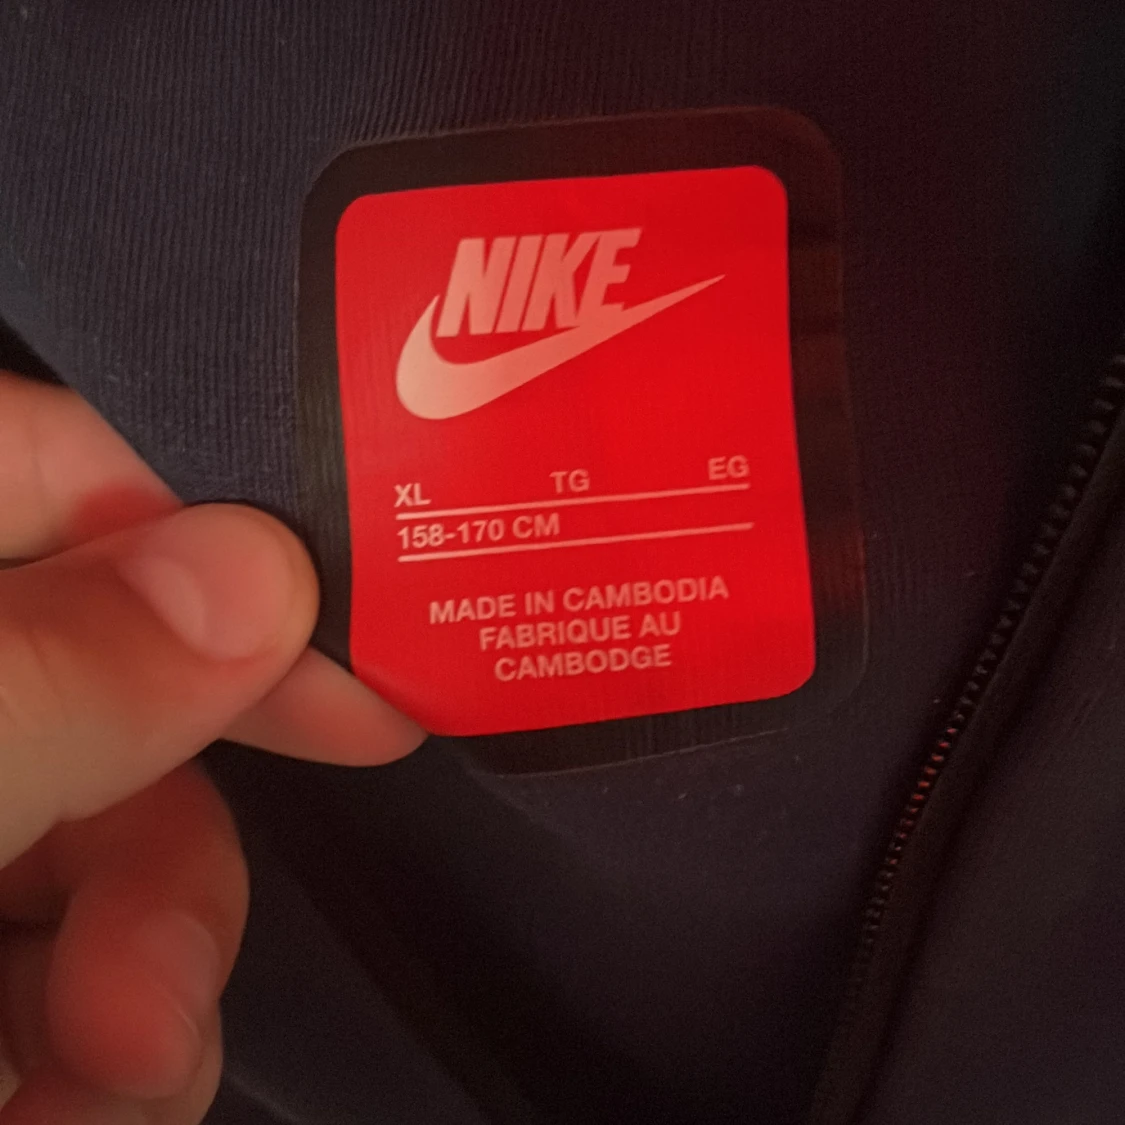 NIKE
XL TG EG
158-170 CM
MADE IN CAMBODIA
FABRIQUE AU
CAMBODGE